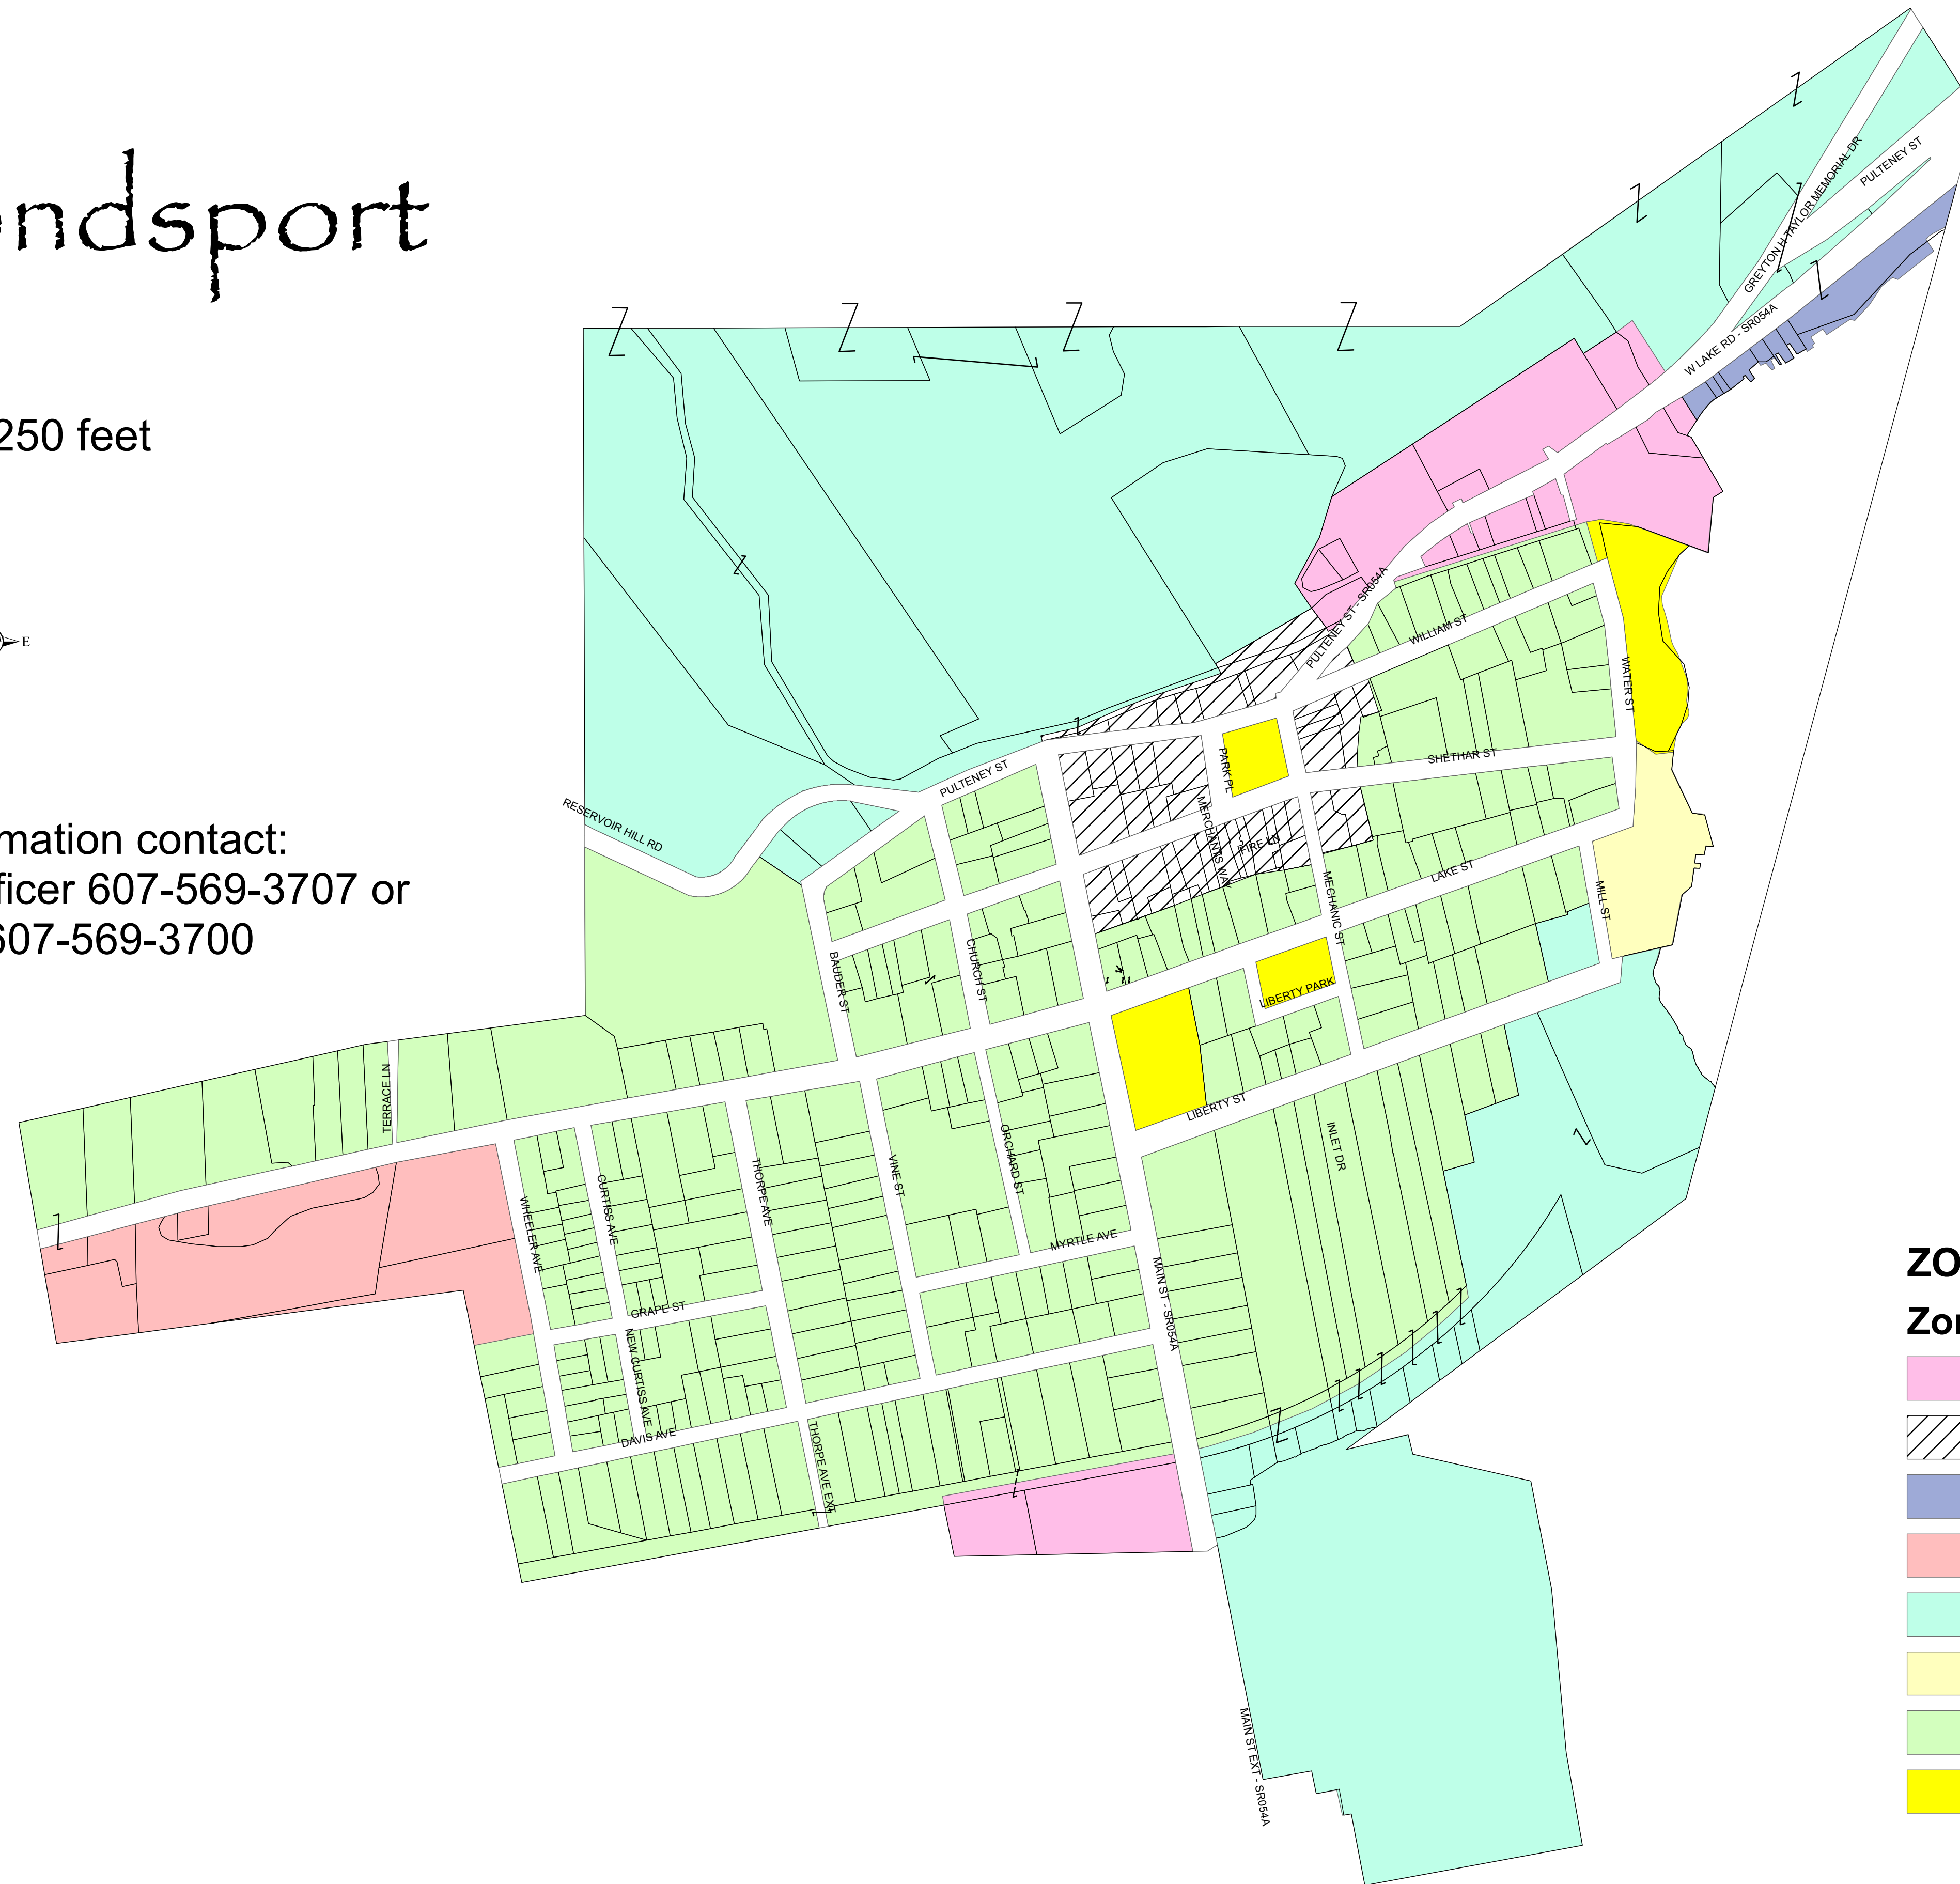 endsport
250 feet
E
mation contact:
ficer 607-569-3707 or
607-569-3700
GREYTON H TAYLOR MEMORIAL DR
PULTENEY ST
W LAKE RD - SR054A
PULTENEY ST - SR054A
WILLIAM ST
WATER ST
PARK PL
SHETHAR ST
PULTENEY ST
RESERVOIR HILL RD
MERCHANTS WAY
FIRE LN
MECHANIC ST
LAKE ST
MILL ST
BAUDER ST
CHURCH ST
LIBERTY PARK
TERRACE LN
LIBERTY ST
INLET DR
WHEELER AVE
CURTISS AVE
THORPE AVE
VINE ST
ORCHARD ST
MYRTLE AVE
MAIN ST - SR054A
GRAPE ST
NEW CURTISS AVE
DAVIS AVE
THORPE AVE EXT
MAIN ST EXT - SR054A
ZO
Zon